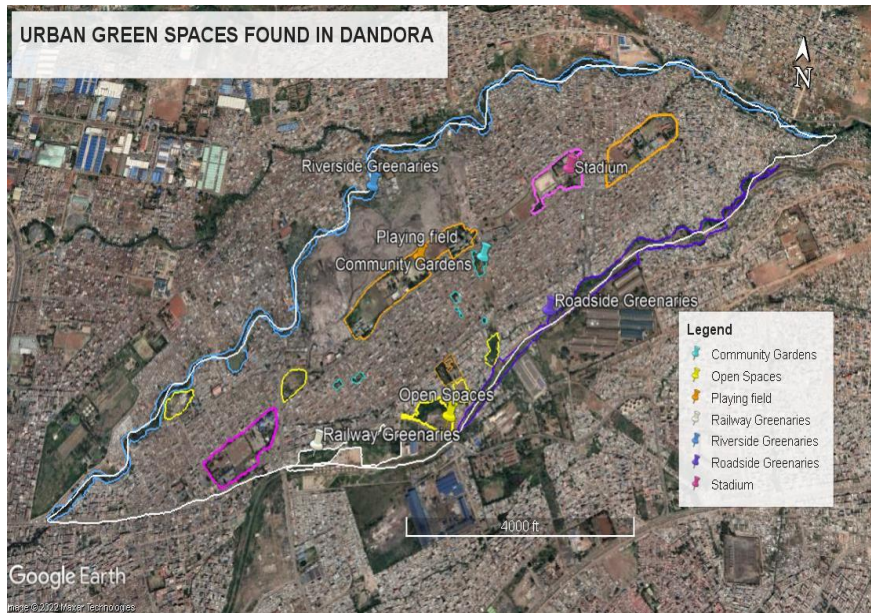 URBAN GREEN SPACES FOUND IN DANDORA
N
Riverside Greenaries
Stadium
Playing field
Community Gardens
Roadside Greenaries
Open Spaces
Railway Greenaries
Legend
Community Gardens
Open Spaces
Playing field
Railway Greenaries
Riverside Greenaries
Roadside Greenaries
Stadium
4000 ft
Google Earth
Image © 2022 Maxar Technologies